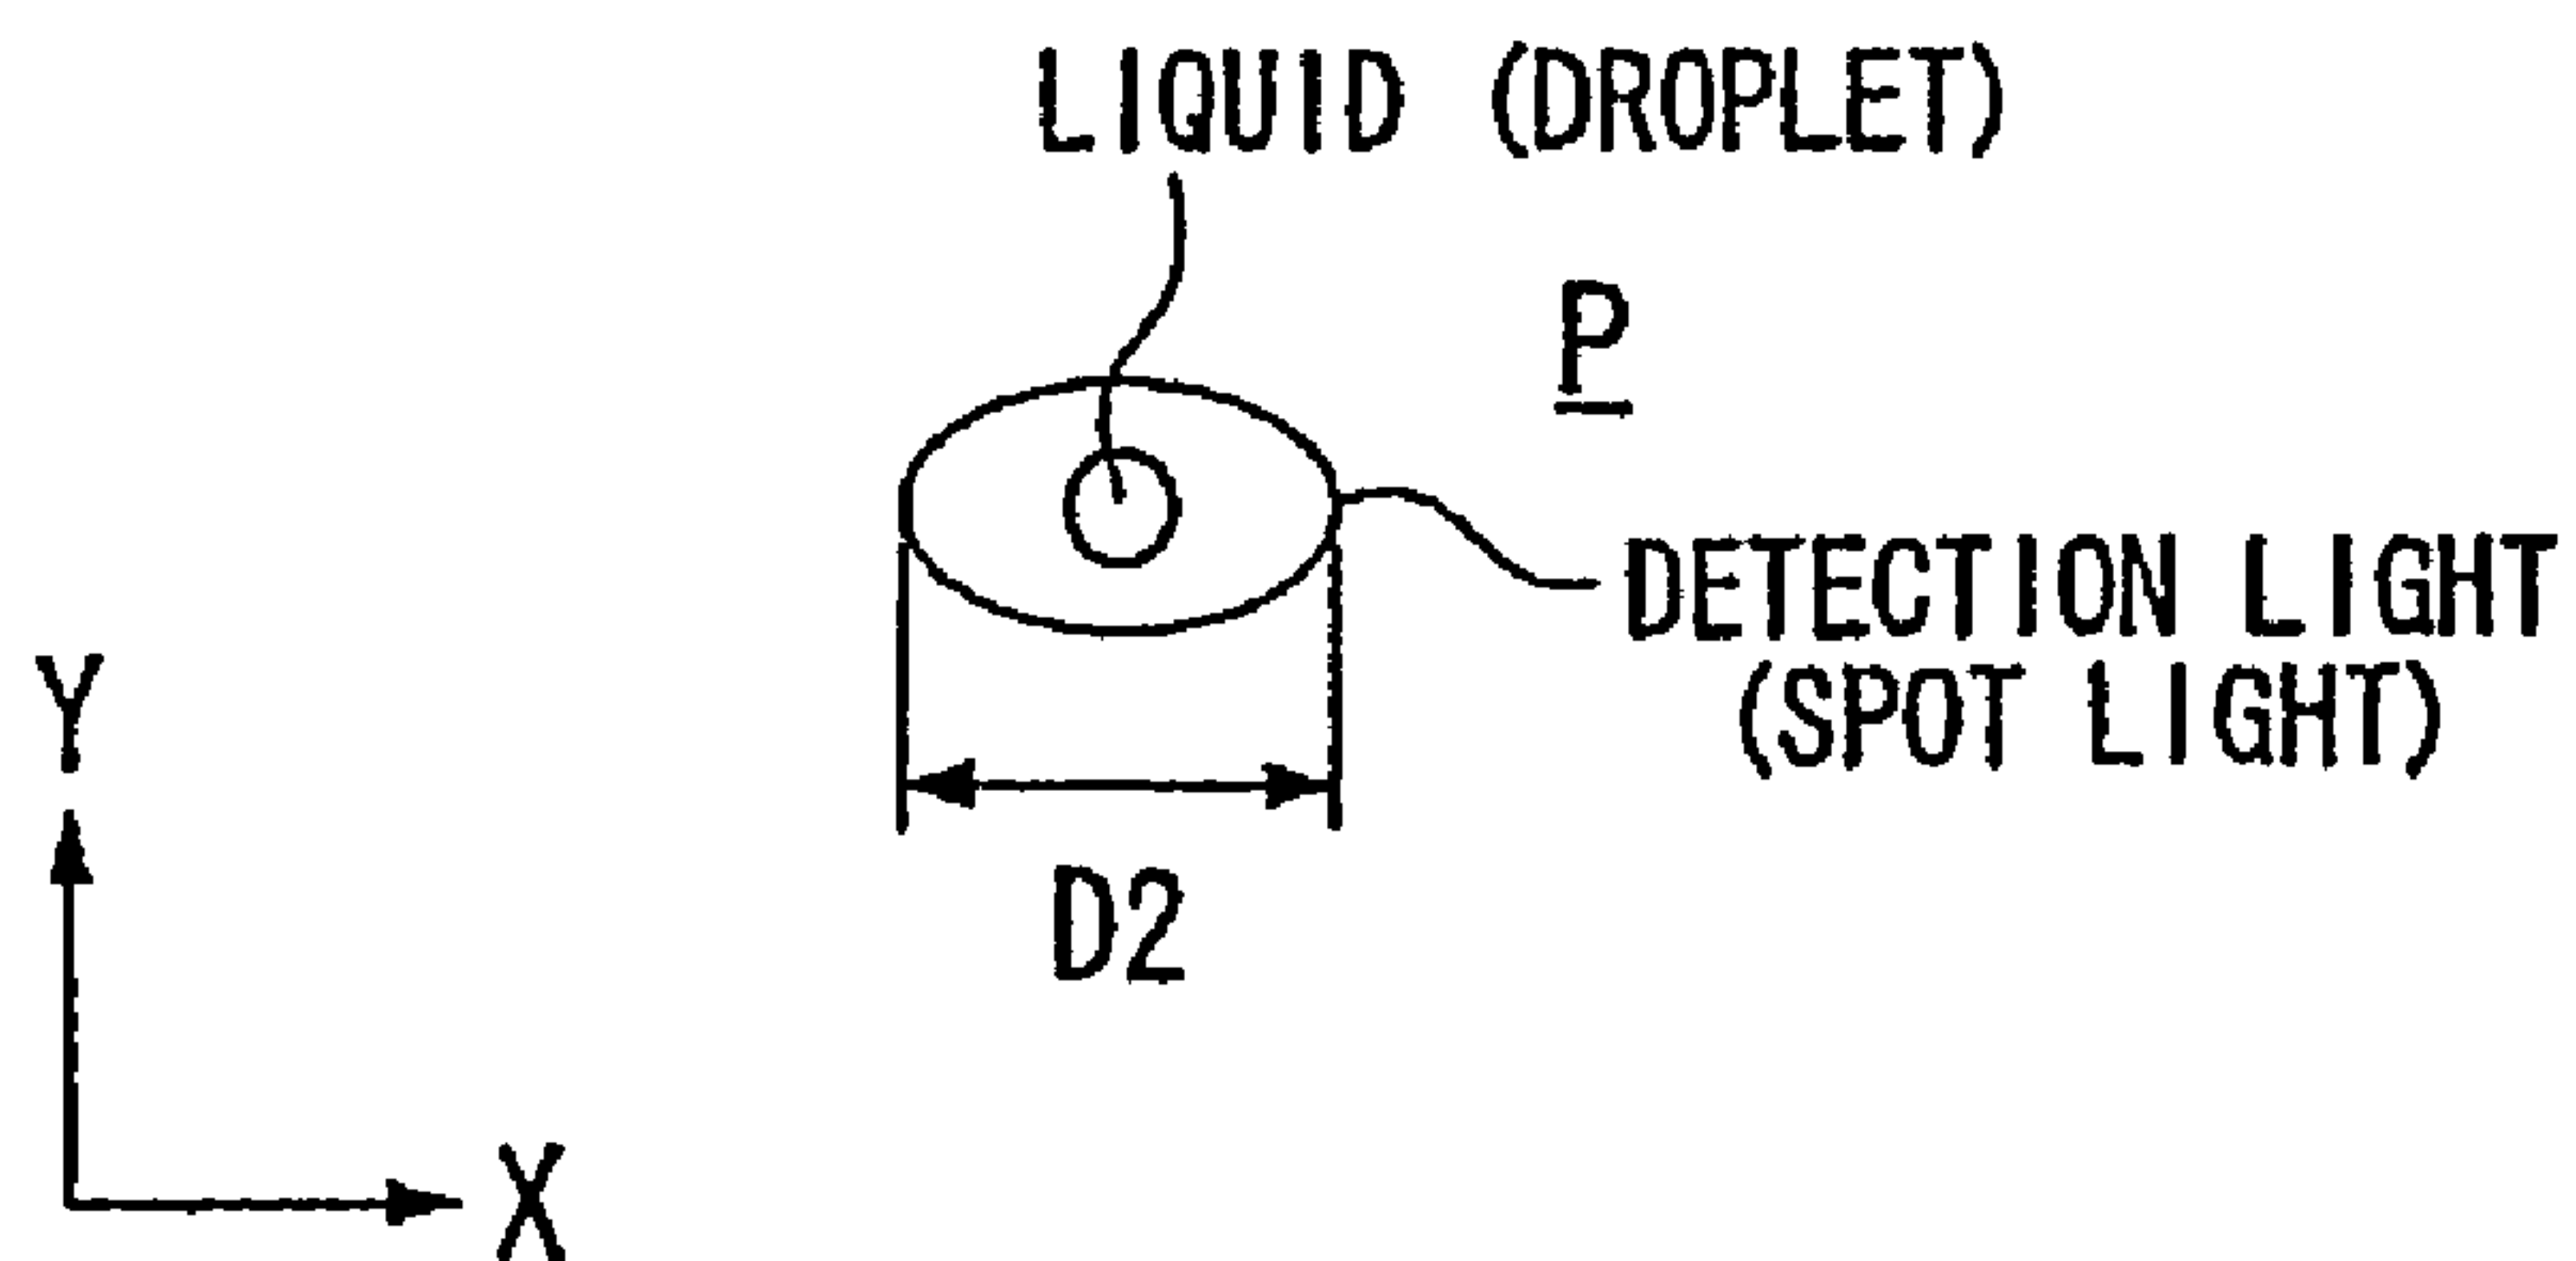 LIQUID (DROPLET)
P
DETECTION LIGHT
(SPOT LIGHT)
Y
D2
X